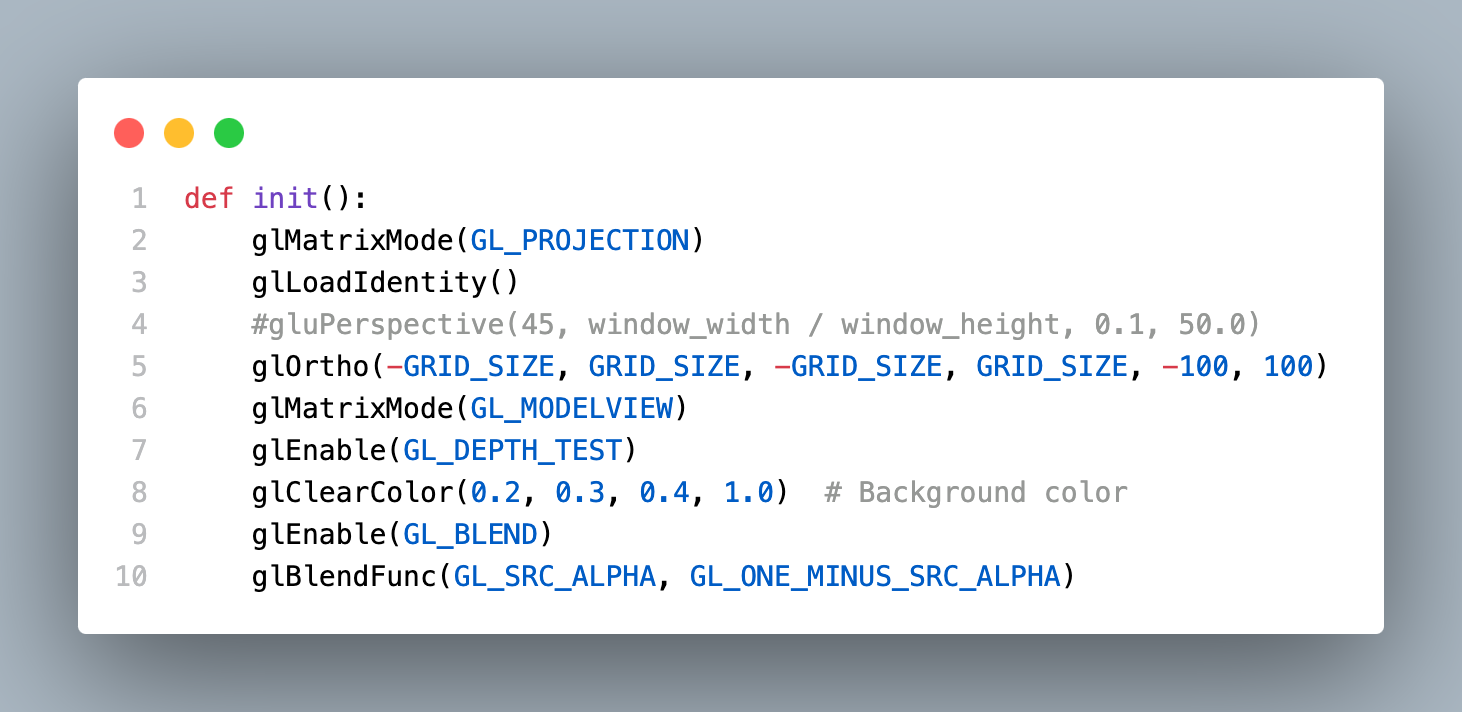 1 def init():
2     glMatrixMode(GL_PROJECTION)
3     glLoadIdentity()
4     #gluPerspective(45, window_width / window_height, 0.1, 50.0)
5     glOrtho(-GRID_SIZE, GRID_SIZE, -GRID_SIZE, GRID_SIZE, -100, 100)
6     glMatrixMode(GL_MODELVIEW)
7     glEnable(GL_DEPTH_TEST)
8     glClearColor(0.2, 0.3, 0.4, 1.0)  # Background color
9     glEnable(GL_BLEND)
10     glBlendFunc(GL_SRC_ALPHA, GL_ONE_MINUS_SRC_ALPHA)